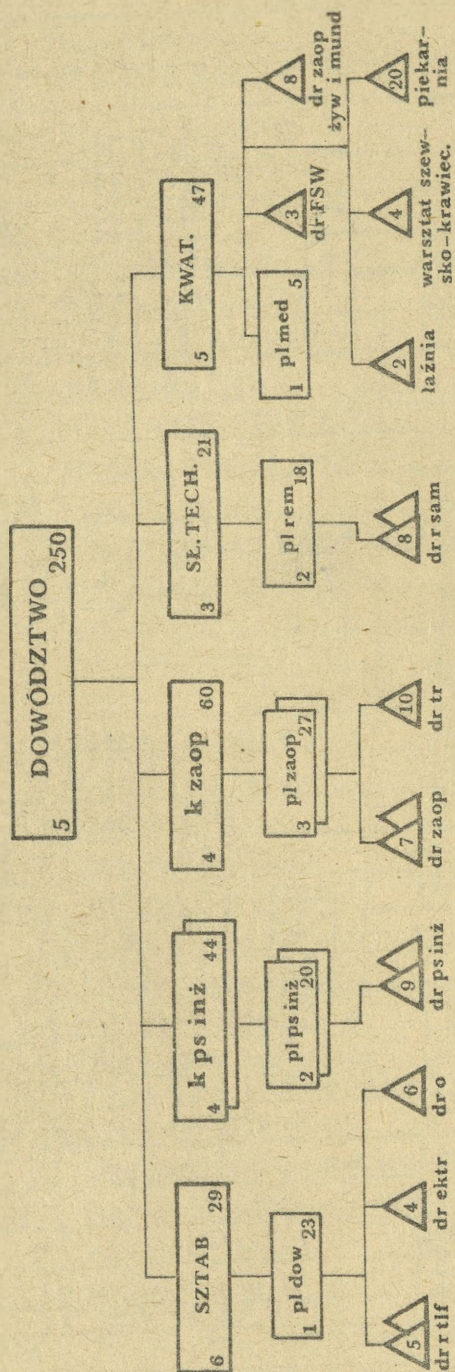 DOWÓDZTWO
5 250
SZTAB
6 29
k ps inż
4 44
k zaop
4 60
SŁ. TECH.
3 21
KWAT.
5 47
pl dow
1 23
pl ps inż
2 20
pl zaop
3 27
pl rem
2 18
pl med
1 5
3
dr FSW
8
dr zaop
żyw i mund
5
dr r tlf
4
dr ektr
6
dr o
9
dr ps inż
7
dr zaop
10
dr tr
8
dr r sam
2
łaźnia
4
warsztat szew-
sko-krawiec.
20
piekar-
nia